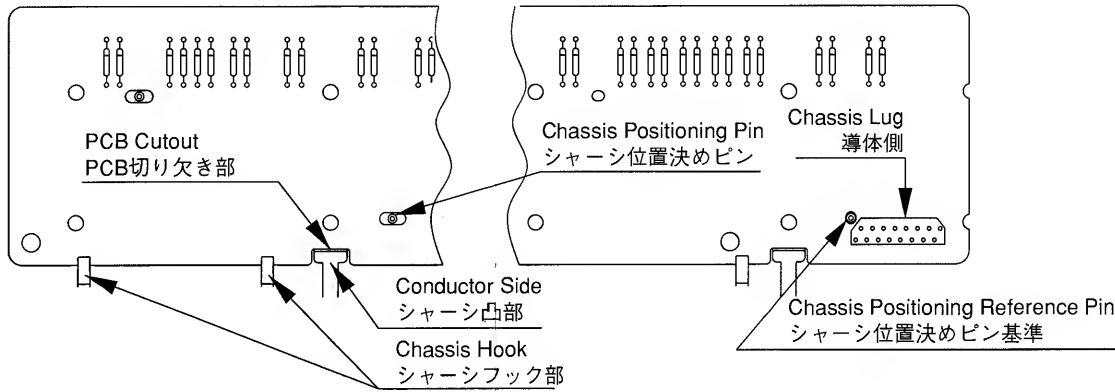 PCB Cutout
PCB切り欠き部
Chassis Positioning Pin
シャーシ位置決めピン
Chassis Lug
導体側
Conductor Side
シャーシ凸部
Chassis Hook
シャーシフック部
Chassis Positioning Reference Pin
シャーシ位置決めピン基準